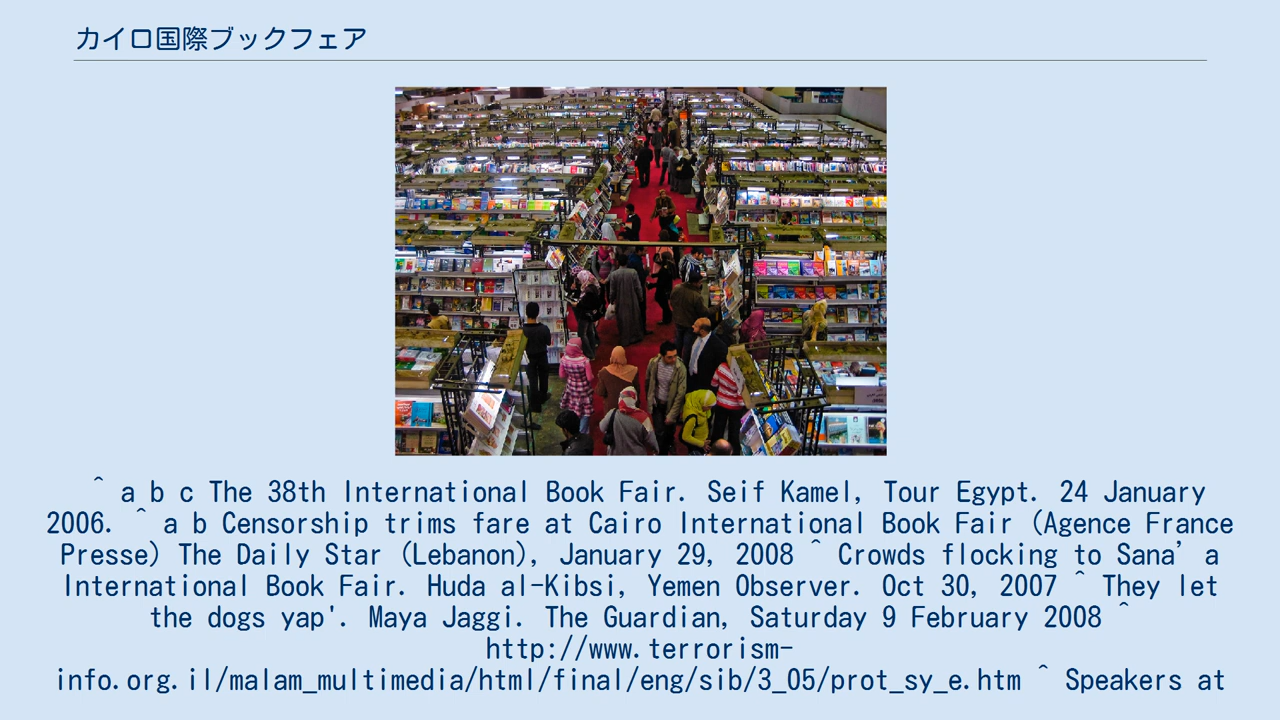 カイロ国際ブックフェア
^ a b c The 38th International Book Fair. Seif Kamel, Tour Egypt. 24 January
2006. ^ a b Censorship trims fare at Cairo International Book Fair (Agence France
Presse) The Daily Star (Lebanon), January 29, 2008 ^ Crowds flocking to Sana’a
International Book Fair. Huda al-Kibsi, Yemen Observer. Oct 30, 2007 ^ They let
the dogs yap'. Maya Jaggi. The Guardian, Saturday 9 February 2008 ^
http://www.terrorism-
info.org.il/malam_multimedia/html/final/eng/sib/3_05/prot_sy_e.htm ^ Speakers at